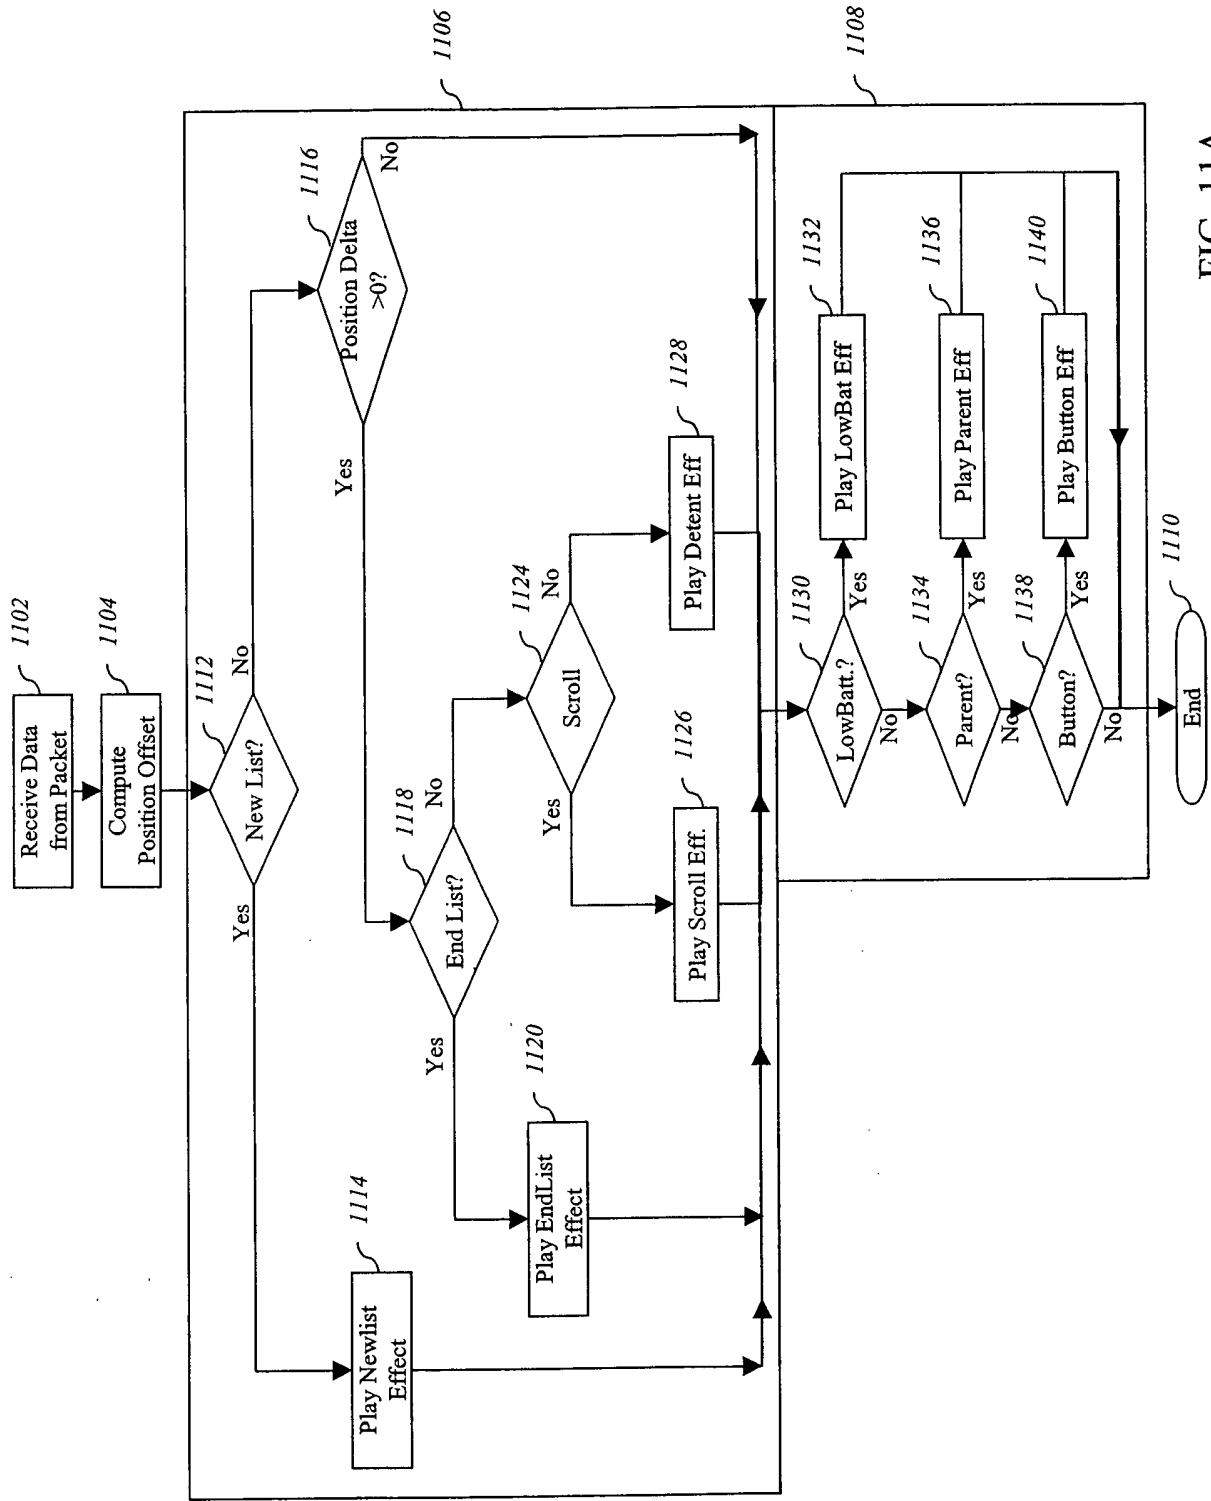 Receive Data
from Packet
1102
Compute
Position Offset
1104
1106
New List?
1112
Yes
No
Play Newlist
Effect
1114
Position Delta
>0?
1116
Yes
No
End List?
1118
Yes
No
Play EndList
Effect
1120
Scroll
1124
Yes
No
Play Scroll Eff.
1126
Play Detent Eff
1128
1108
LowBatt.?
1130
Yes
No
Play LowBat Eff
1132
Parent?
1134
Yes
No
Play Parent Eff
1136
Button?
1138
Yes
No
Play Button Eff
1140
End
1110
FIG. 11A